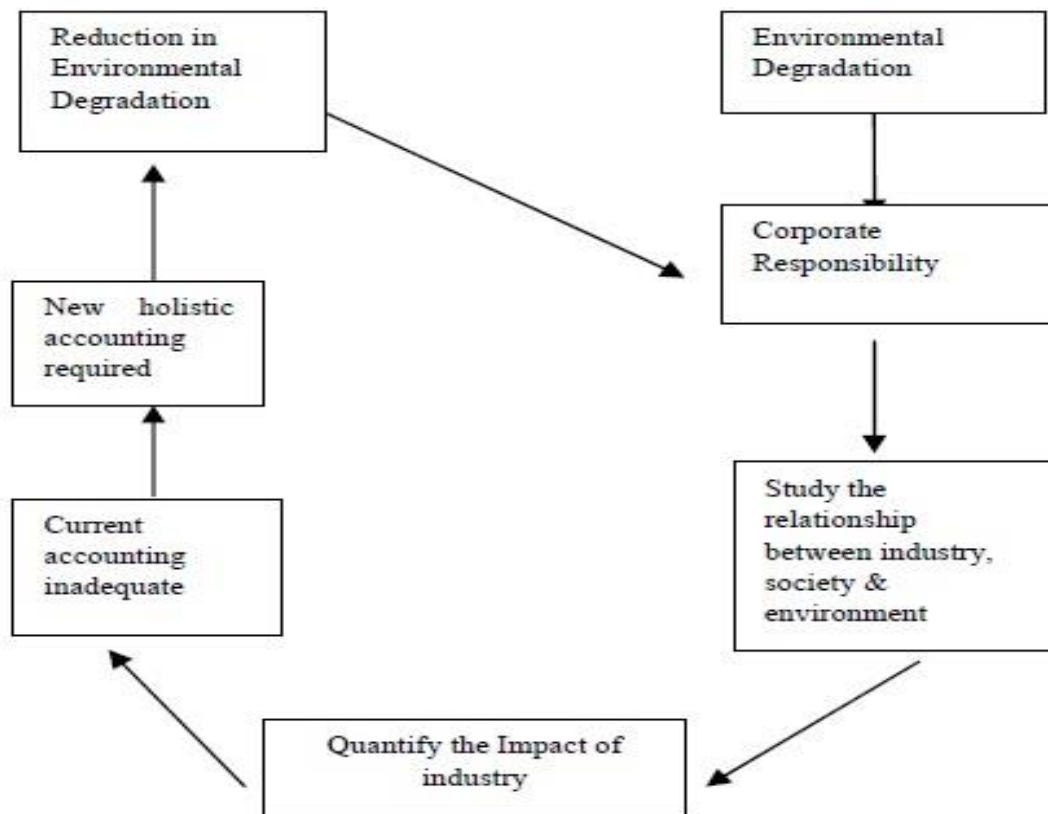 Reduction in
Environmental
Degradation
Environmental
Degradation
Corporate
Responsibility
New holistic
accounting
required
Study the
relationship
between industry,
society &
environment
Current
accounting
inadequate
Quantify the Impact of
industry